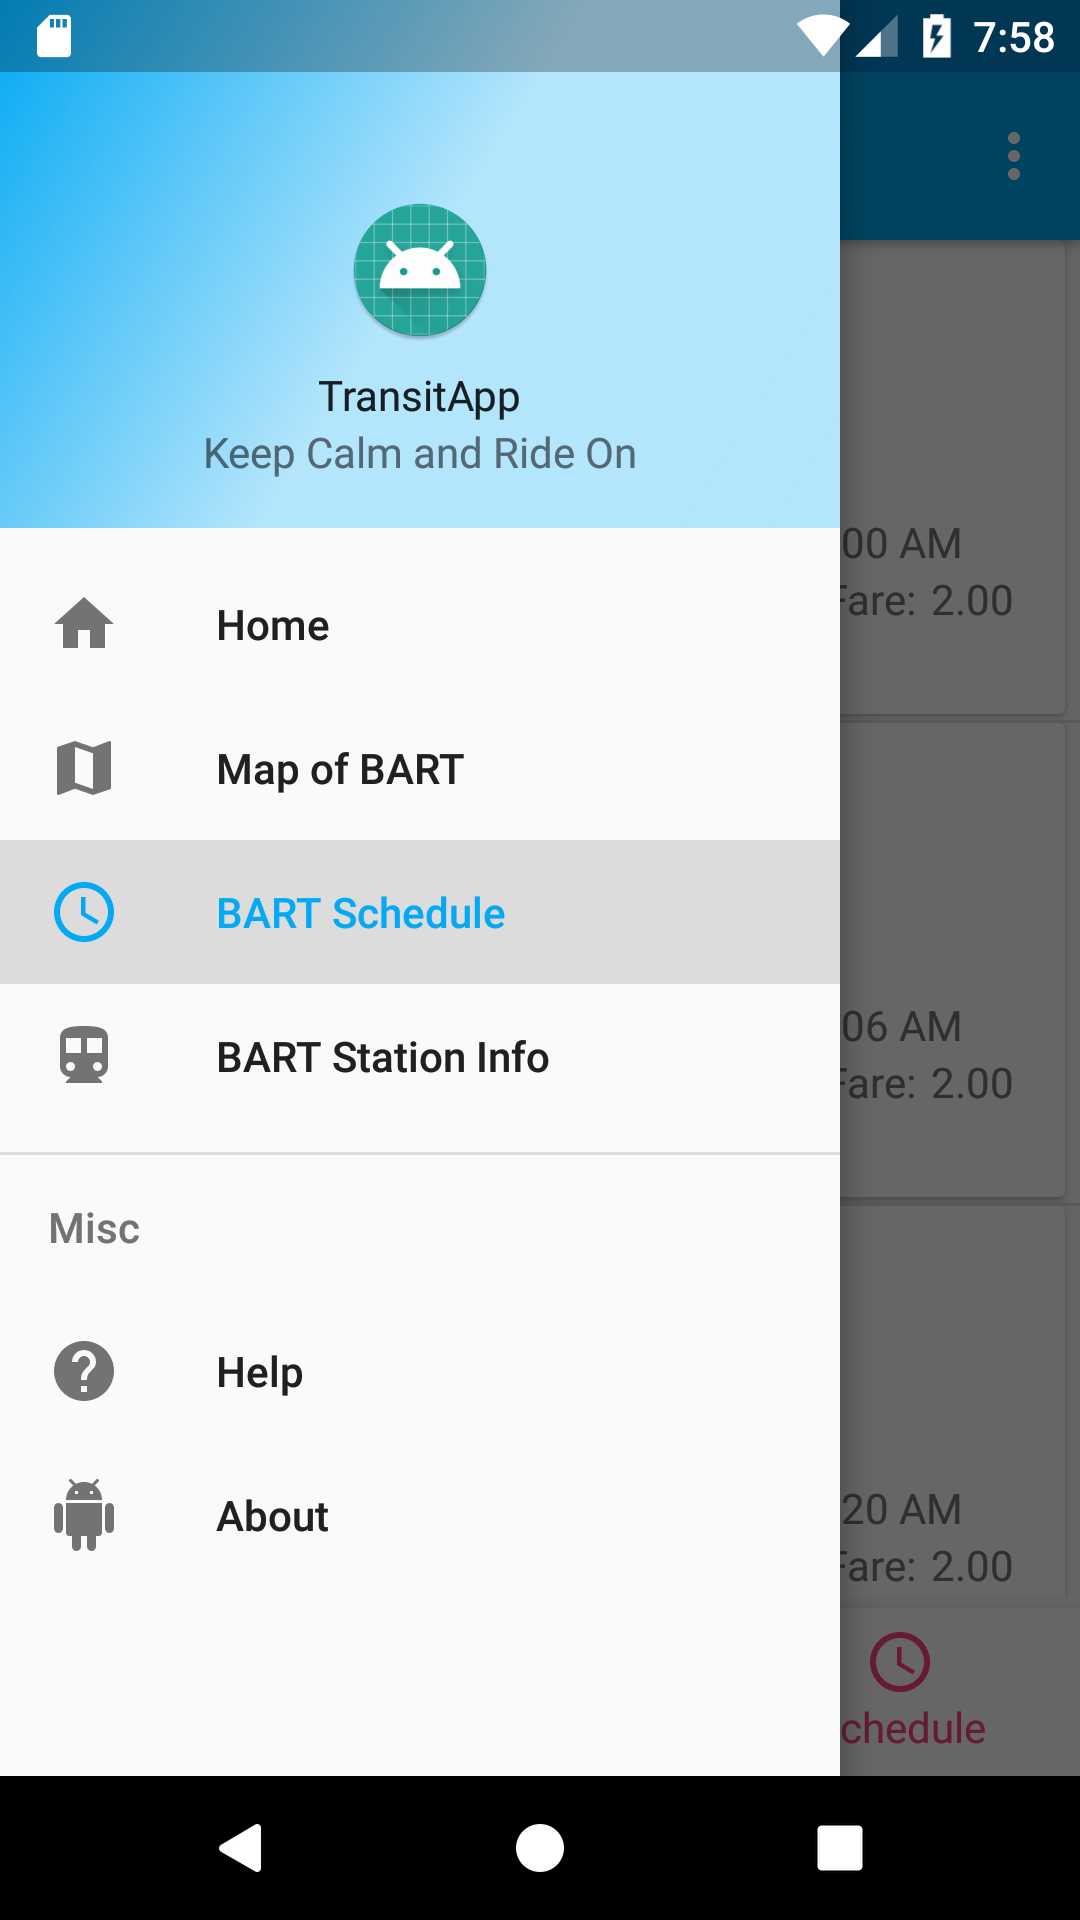 7:58
TransitApp
Keep Calm and Ride On
00 AM
Fare: 2.00
Home
Map of BART
BART Schedule
06 AM
Fare: 2.00
BART Station Info
Misc
Help
20 AM
About
Fare: 2.00
chedule